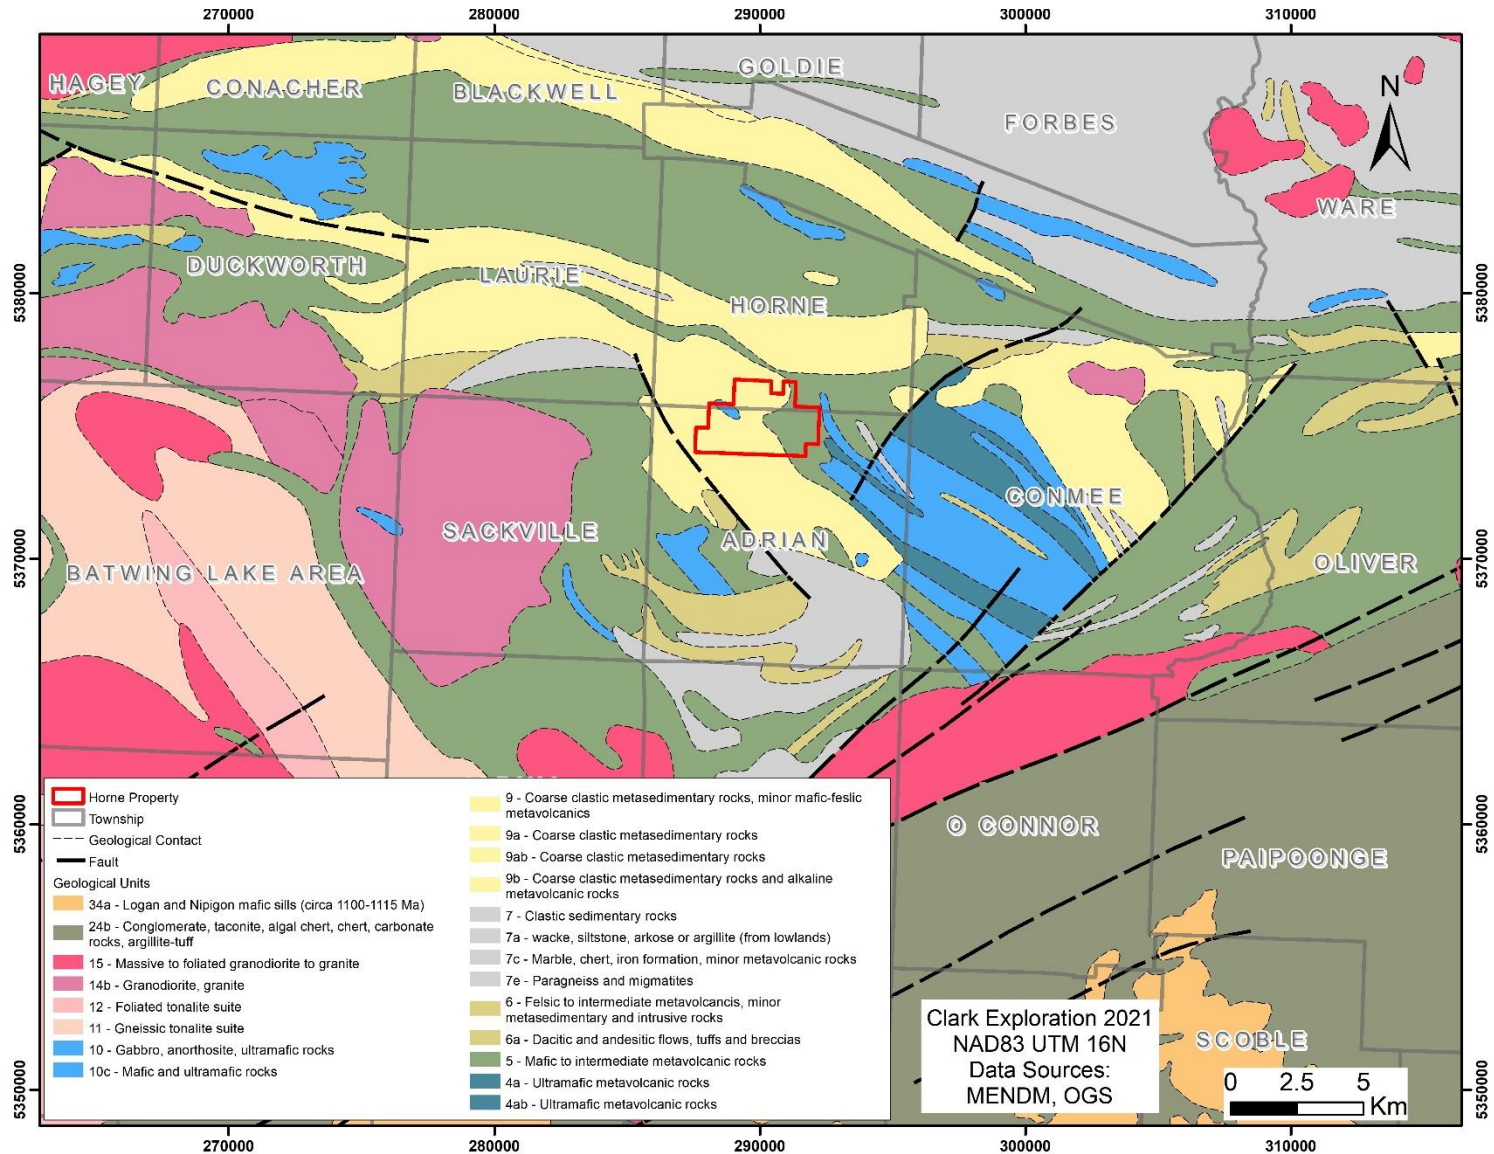 270000 280000 290000 300000 310000
HAGEY CONACHER BLACKWELL GOLDIE
FORBES
N
WARE
DUCKWORTH LAURIE HORNE
5380000 5380000
CONMEE
SACKVILLE ADRIAN
BATWING LAKE AREA OLIVER
5370000 5370000
O CONNOR
PAIPOONGE
5360000 5360000
SCOBLE
5350000 5350000
Horne Property
Township
Geological Contact
Fault
Geological Units
34a - Logan and Nipigon mafic sills (circa 1100-1115 Ma)
24b - Conglomerate, taconite, algal chert, chert, carbonate
rocks, argillite-tuff
15 - Massive to foliated granodiorite to granite
14b - Granodiorite, granite
12 - Foliated tonalite suite
11 - Gneissic tonalite suite
10 - Gabbro, anorthosite, ultramafic rocks
10c - Mafic and ultramafic rocks
9 - Coarse clastic metasedimentary rocks, minor mafic-feslic
metavolcanics
9a - Coarse clastic metasedimentary rocks
9ab - Coarse clastic metasedimentary rocks
9b - Coarse clastic metasedimentary rocks and alkaline
metavolcanic rocks
7 - Clastic sedimentary rocks
7a - wacke, siltstone, arkose or argillite (from lowlands)
7c - Marble, chert, iron formation, minor metavolcanic rocks
7e - Paragneiss and migmatites
6 - Felsic to intermediate metavolcancis, minor
metasedimentary and intrusive rocks
6a - Dacitic and andesitic flows, tuffs and breccias
5 - Mafic to intermediate metavolcanic rocks
4a - Ultramafic metavolcanic rocks
4ab - Ultramafic metavolcanic rocks
Clark Exploration 2021
NAD83 UTM 16N
Data Sources:
MENDM, OGS
0 2.5 5
Km
270000 280000 290000 300000 310000